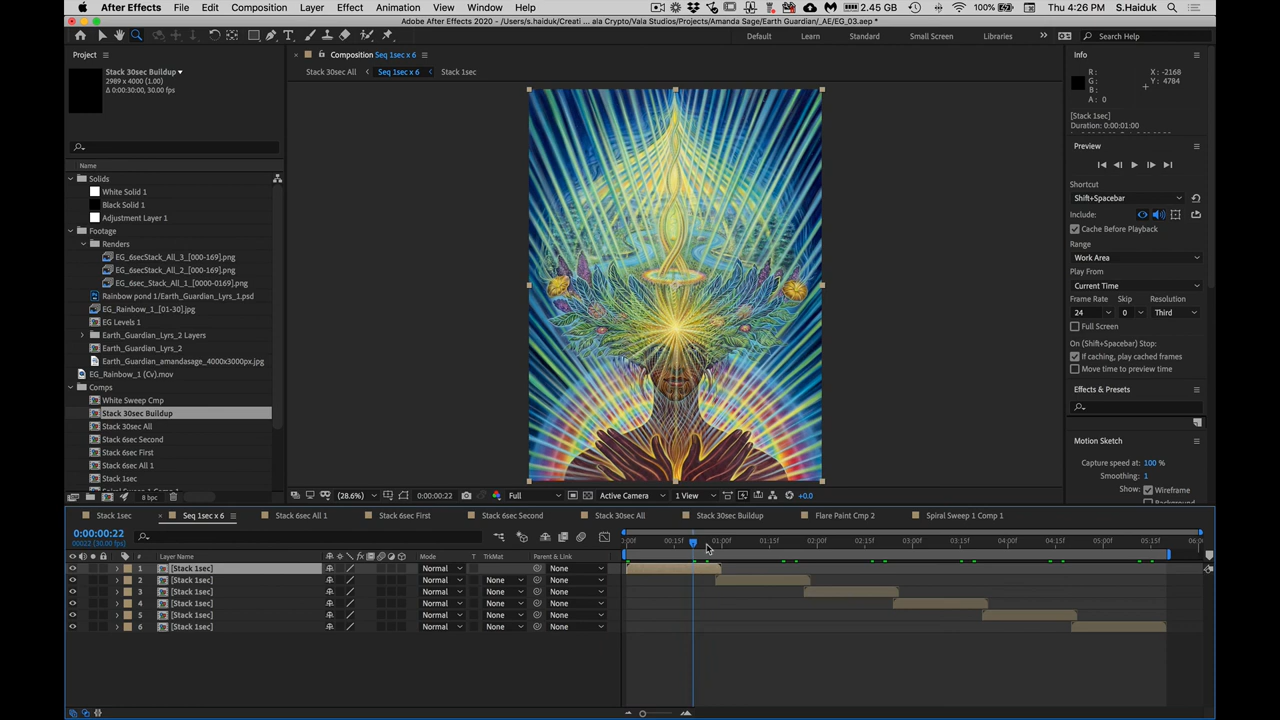 After Effects File Edit Composition Layer Effect Animation View Window Help 2.45 GB 100% Thu 4:26 PM S.Haiduk
Adobe After Effects 2020 - /Users/s.haiduk/Creati ... ala Crypto/Vala Studios/Projects/Amanda Sage/Earth Guardian/_AE/EG_03.aep *
Default Learn Standard Small Screen Libraries Search Help
Project
Composition Seq 1sec x 6
Info
Stack 30sec Buildup
2989 x 4000 (1.00)
Δ 0:00:30:00, 30.00 fps
Stack 30sec All Seq 1sec x 6 Stack 1sec
R :
G :
B :
A : 0
X : -2168
Y : 4784
[Stack 1sec]
Duration: 0:00:01:00
Preview
Name
Solids
White Solid 1
Black Solid 1
Adjustment Layer 1
Footage
Renders
EG_6secStack_All_3_[000-169].png
EG_6secStack_All_2_[000-169].png
EG_6sec_Stack_All_1_[0000-0169].png
Rainbow pond 1/Earth_Guardian_Lyrs_1.psd
EG_Rainbow_1_[01-30].jpg
EG Levels 1
Earth_Guardian_Lyrs_2 Layers
Earth_Guardian_Lyrs_2
Earth_Guardian_amandasage_4000x3000px.jpg
EG_Rainbow_1 (Cv).mov
Comps
White Sweep Cmp
Stack 30sec Buildup
Stack 30sec All
Stack 6sec Second
Stack 6sec First
Stack 6sec All 1
Stack 1sec
8 bpc
Shortcut
Shift+Spacebar
Include:
Cache Before Playback
Range
Work Area
Play From
Current Time
Frame Rate Skip Resolution
24 0 Third
Full Screen
On (Shift+Spacebar) Stop:
If caching, play cached frames
Move time to preview time
Effects & Presets
Motion Sketch
Capture speed at: 100 %
Smoothing : 1
Show : Wireframe
(28.6%) 0:00:00:22 Full Active Camera 1 View +0.0
Stack 1sec Seq 1sec x 6 Stack 6sec All 1 Stack 6sec First Stack 6sec Second Stack 30sec All Stack 30sec Buildup Flare Paint Cmp 2 Spiral Sweep 1 Comp 1
0:00:00:22
00022 (30.00 fps)
:00f 00:15f 01:00f 01:15f 02:00f 02:15f 03:00f 03:15f 04:00f 04:15f 05:00f 05:15f 06:0
# Layer Name Mode T TrkMat Parent & Link
1 [Stack 1sec] Normal None
2 [Stack 1sec] Normal None None
3 [Stack 1sec] Normal None None
4 [Stack 1sec] Normal None None
5 [Stack 1sec] Normal None None
6 [Stack 1sec] Normal None None